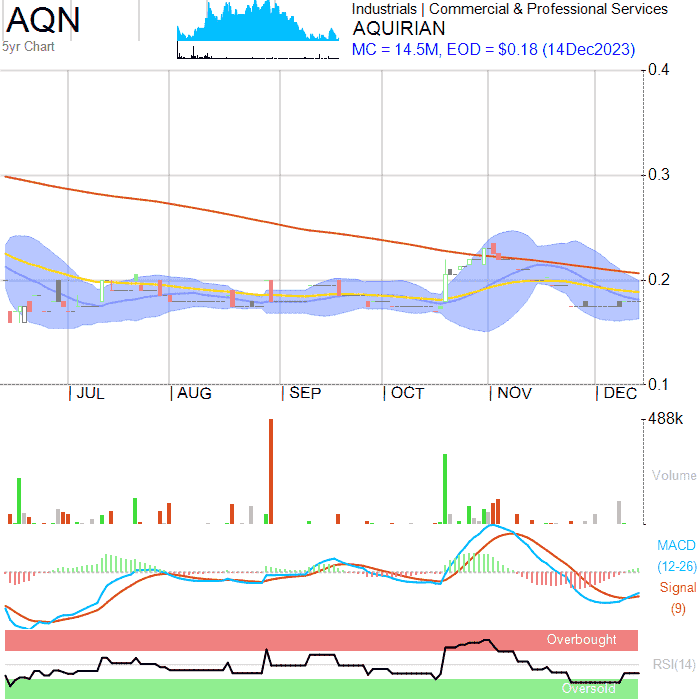 AQN
5yr Chart
Industrials | Commercial & Professional Services
AQUIRIAN
MC = 14.5M, EOD = $0.18 (14Dec2023)
0.4
0.3
0.2
0.1
JUL AUG SEP OCT NOV DEC
488k
Volume
MACD
(12-26)
Signal
(9)
Overbought
RSI(14)
Oversold